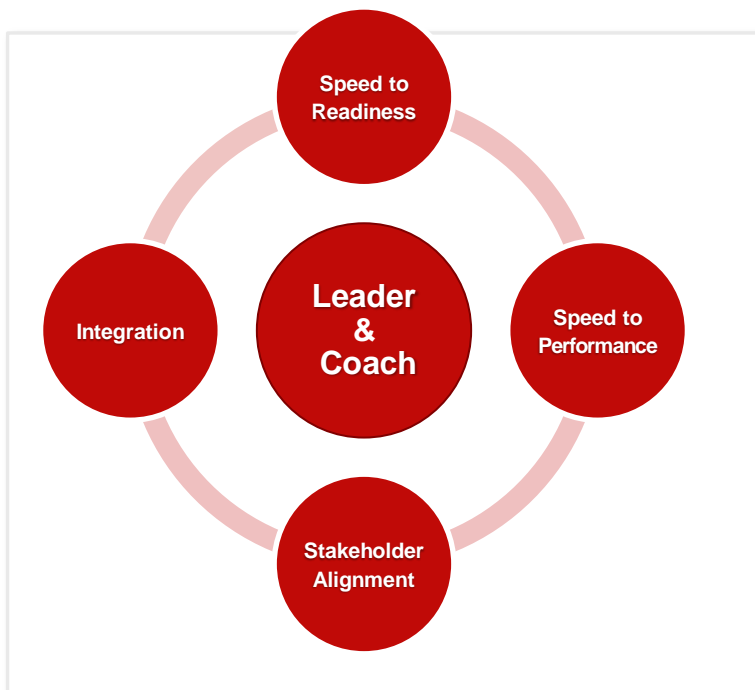 Speed to
Readiness
Leader
&
Coach
Speed to
Performance
Integration
Stakeholder
Alignment